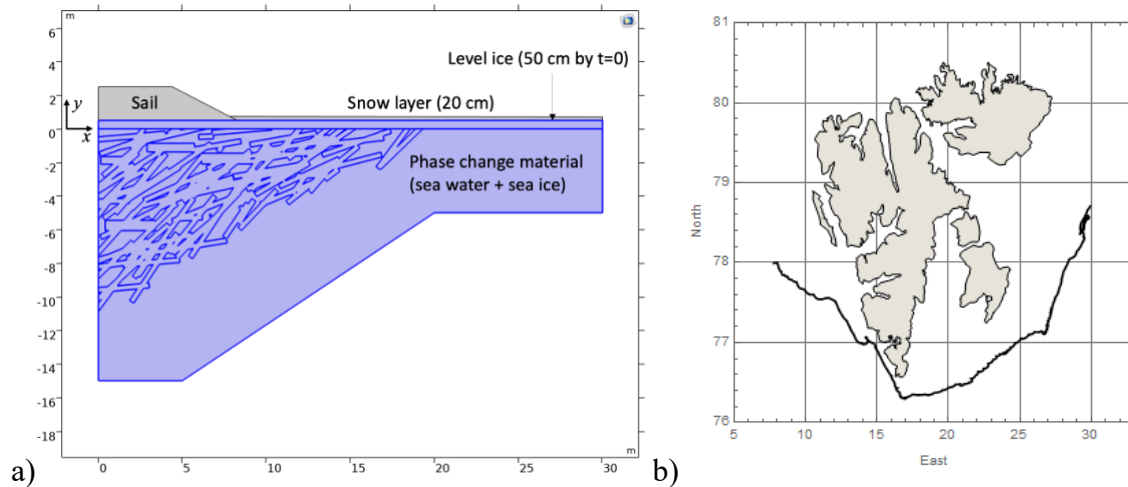 m
6
4
2
0
-2
-4
-6
-8
-10
-12
-14
-16
-18
y
x
Sail
Level ice (50 cm by t=0)
Snow layer (20 cm)
Phase change material
(sea water + sea ice)
0
5
10
15
20
25
30
m
a)
81
80
79
78
77
76
North
5
10
15
20
25
30
East
b)